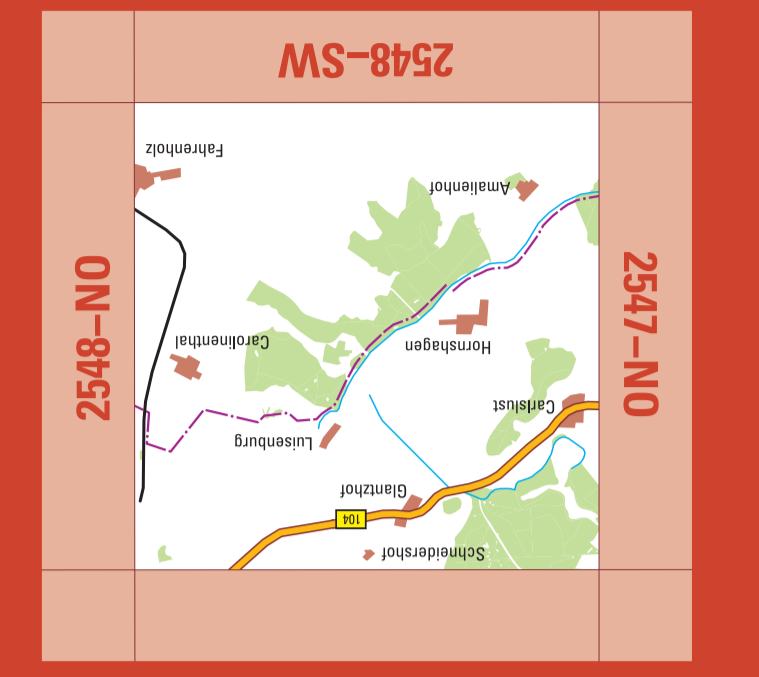 2548–SW
Fahrenholz
Amalienhof
2548–NO
2547–NO
Carolinenthal
Hornshagen
Carlslust
Luisenburg
Glantzhof
104
Schneidershof